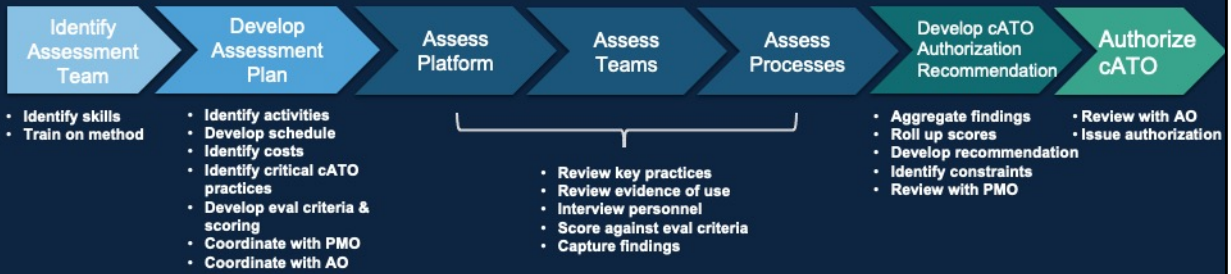 Identify
Assessment
Team
Develop
Assessment
Plan
Assess
Platform
Assess
Teams
Assess
Processes
Develop cATO
Authorization
Recommendation
Authorize
cATO
• Identify skills
• Train on method
• Identify activities
• Develop schedule
• Identify costs
• Identify critical cATO
practices
• Develop eval criteria &
scoring
• Coordinate with PMO
• Coordinate with AO
• Review key practices
• Review evidence of use
• Interview personnel
• Score against eval criteria
• Capture findings
• Aggregate findings
• Roll up scores
• Develop recommendation
• Identify constraints
• Review with PMO
• Review with AO
• Issue authorization